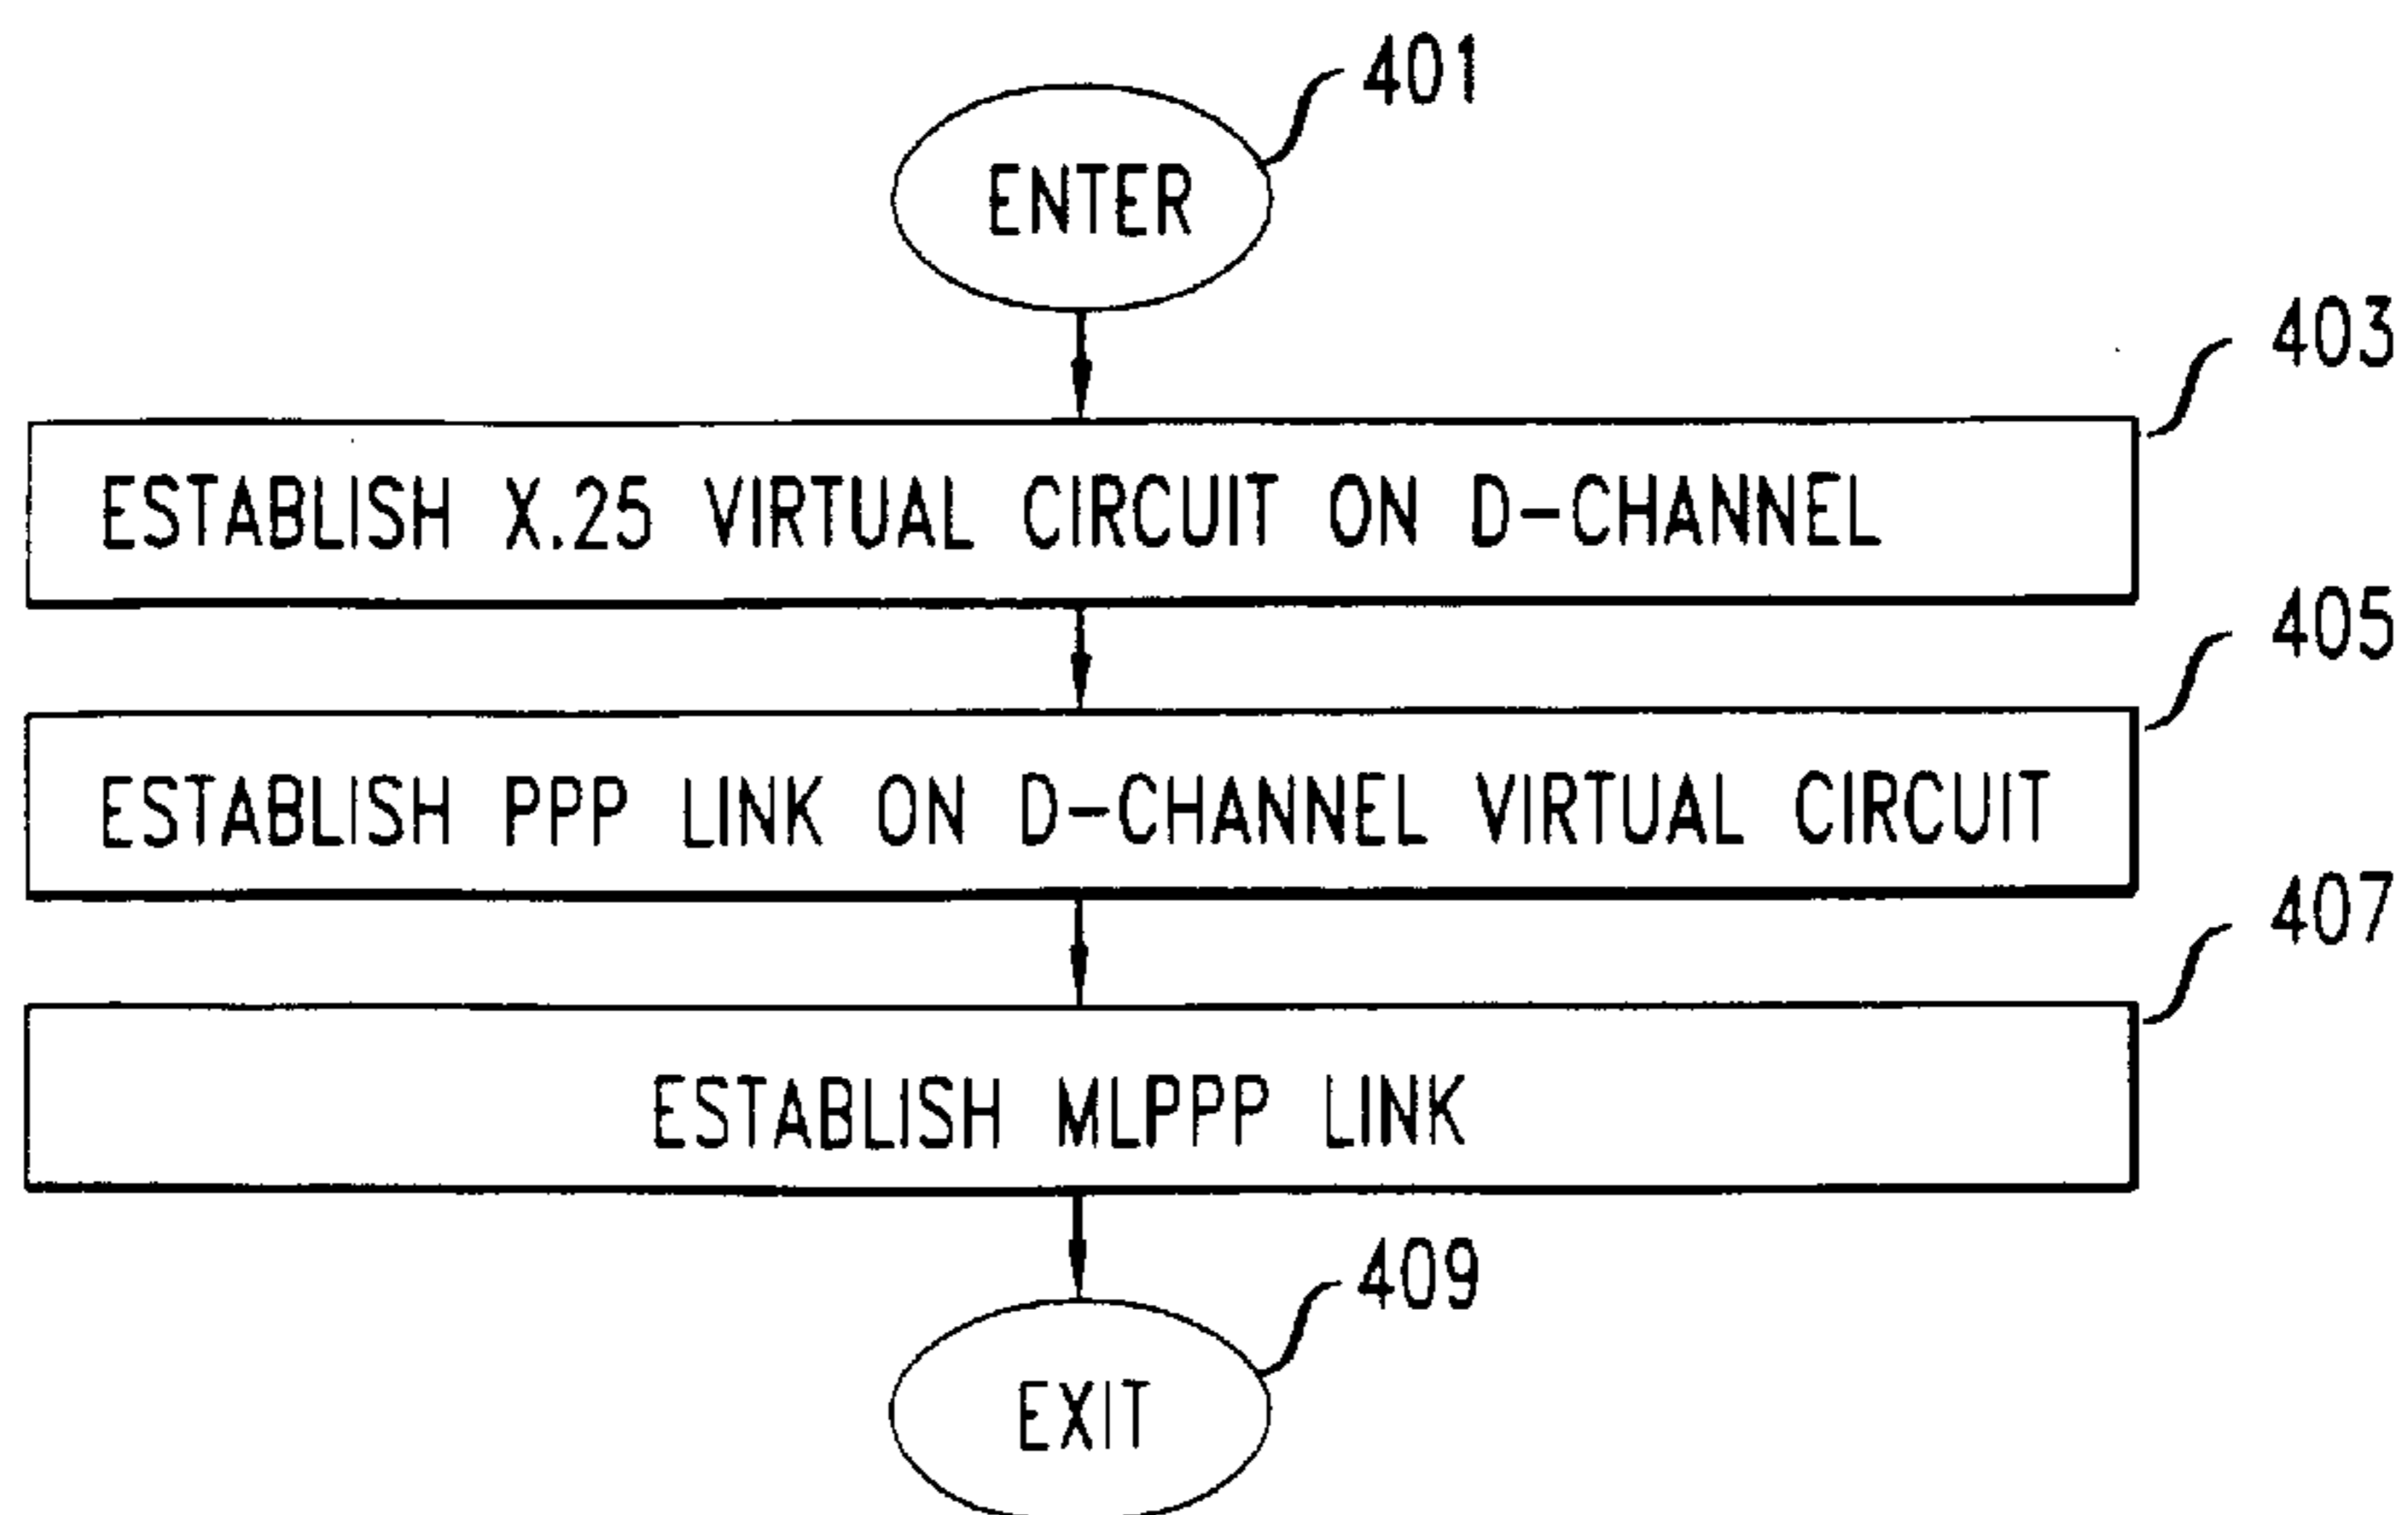 401
ENTER
403
ESTABLISH X.25 VIRTUAL CIRCUIT ON D-CHANNEL
405
ESTABLISH PPP LINK ON D-CHANNEL VIRTUAL CIRCUIT
407
ESTABLISH MLPPP LINK
409
EXIT